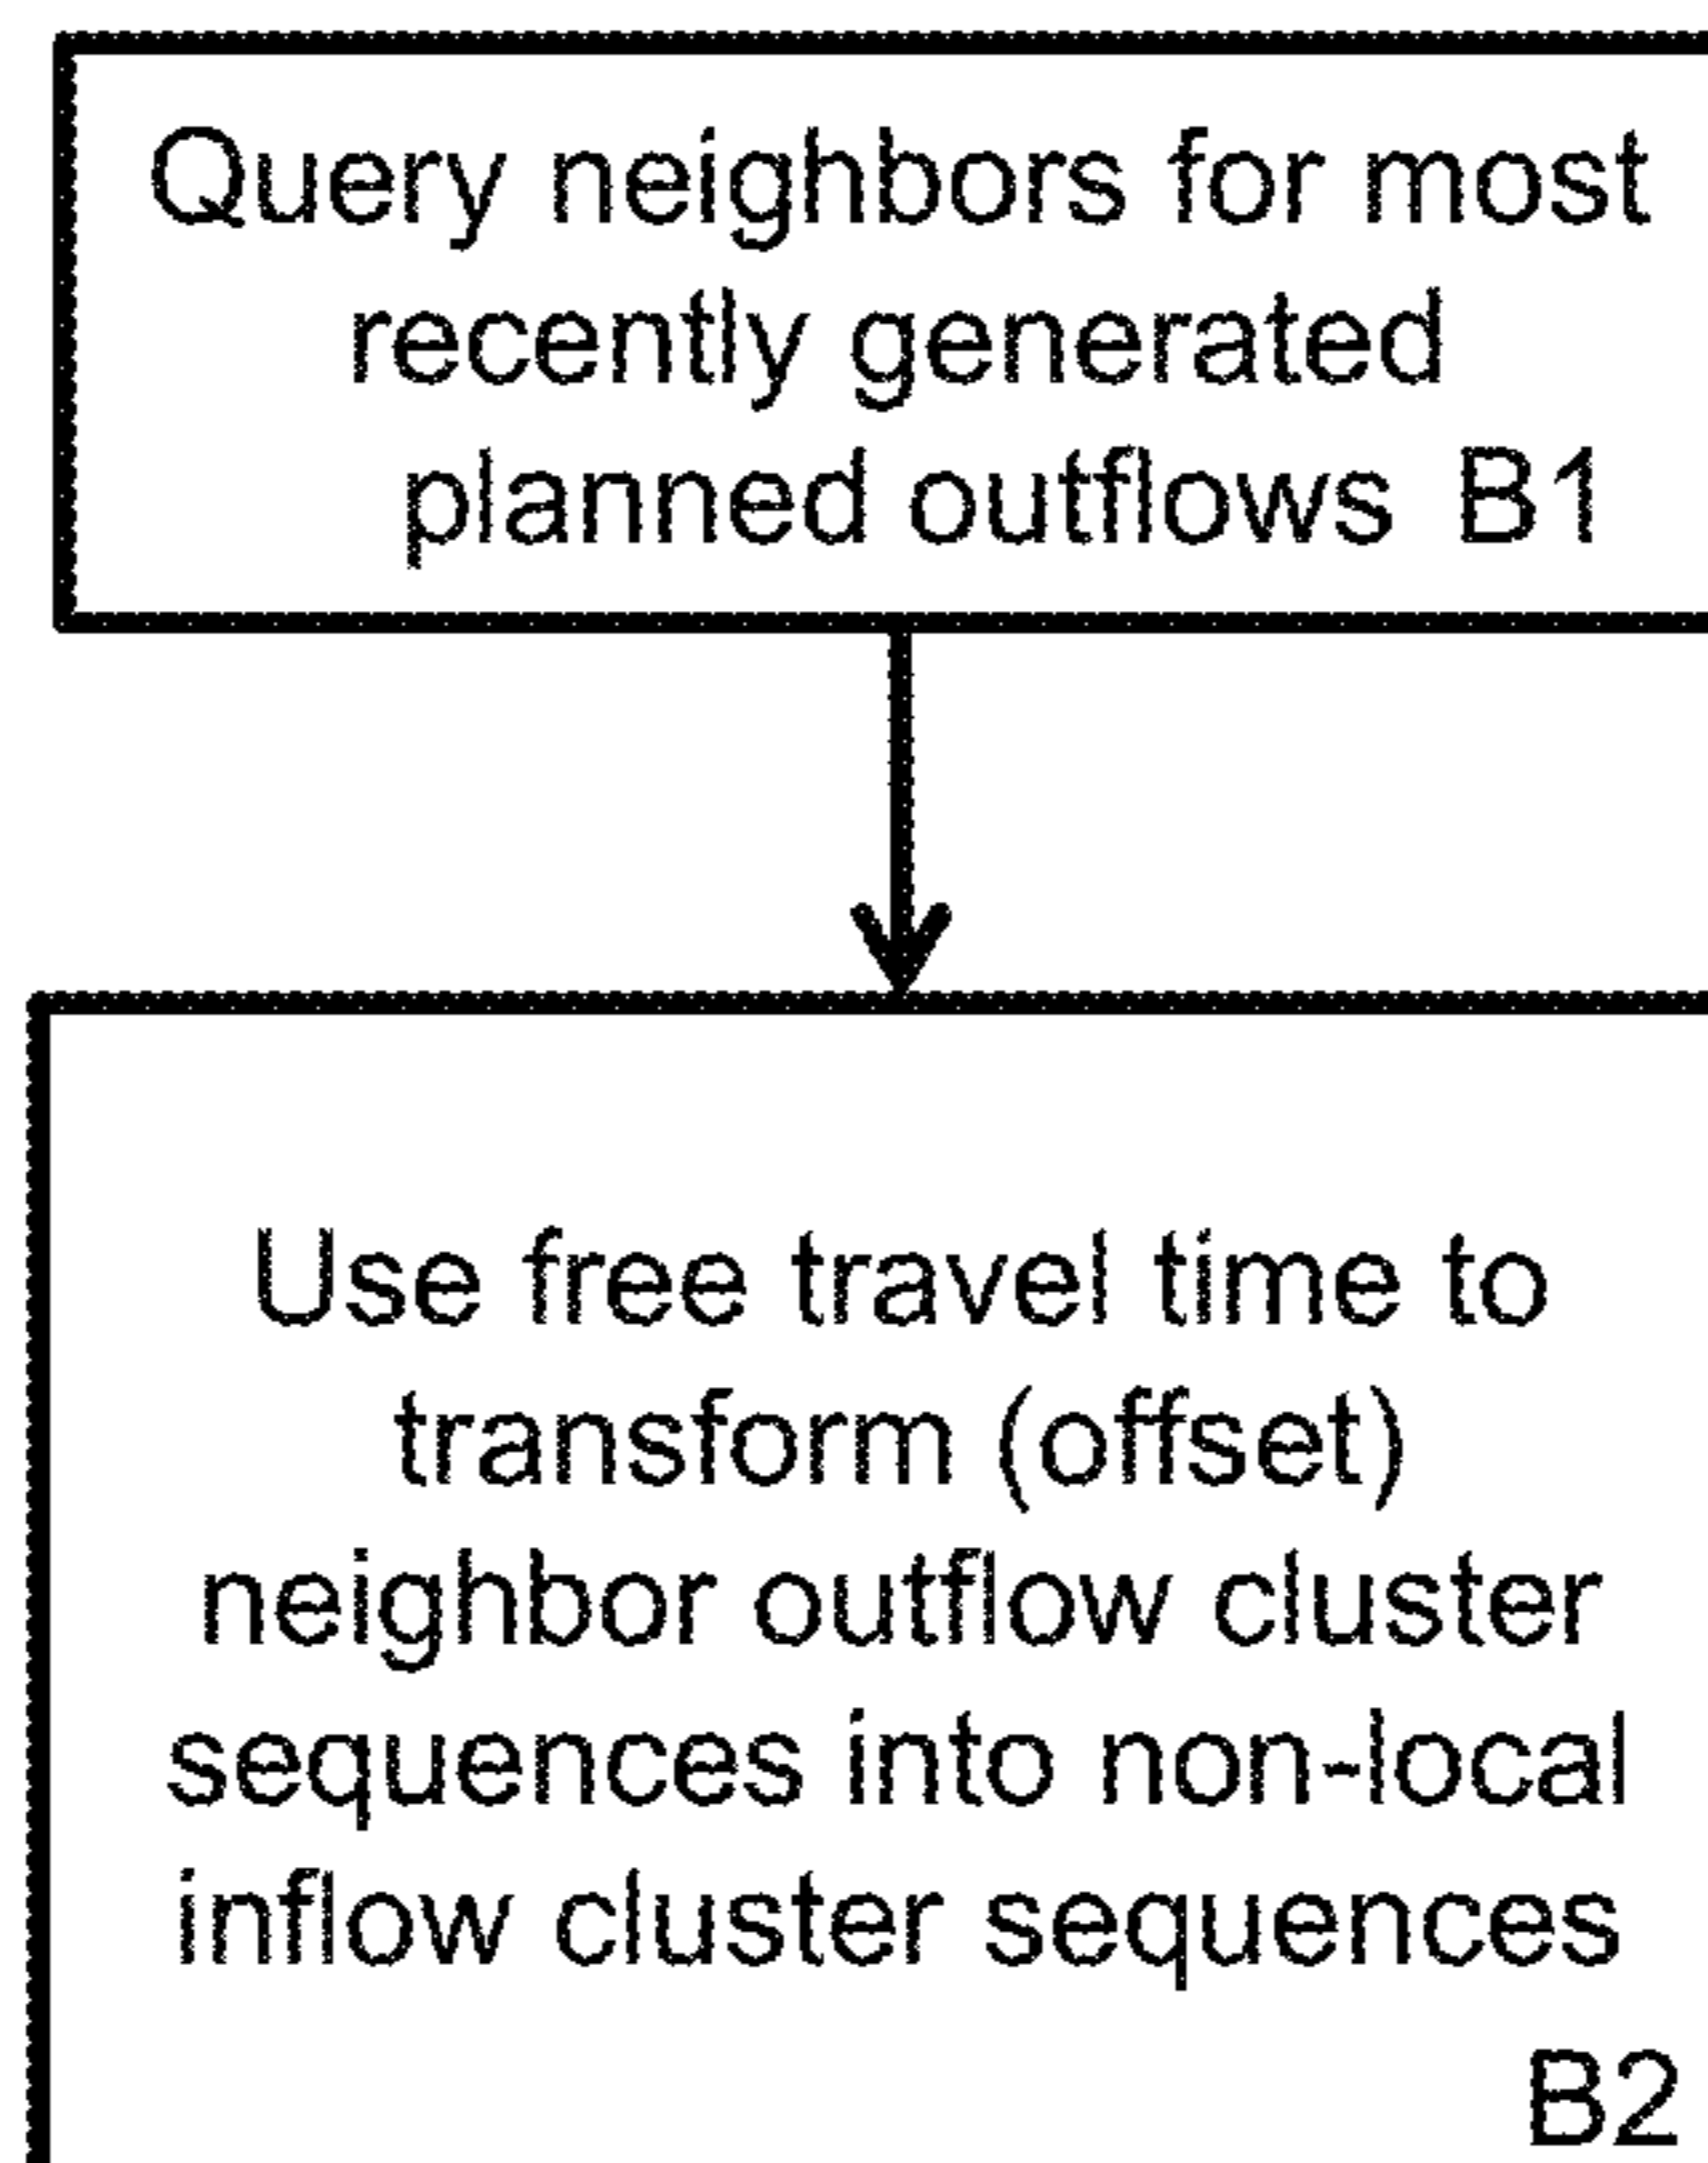 Query neighbors for most
recently generated
planned outflows B1
Use free travel time to
transform (offset)
neighbor outflow cluster
sequences into non-local
inflow cluster sequences
B2